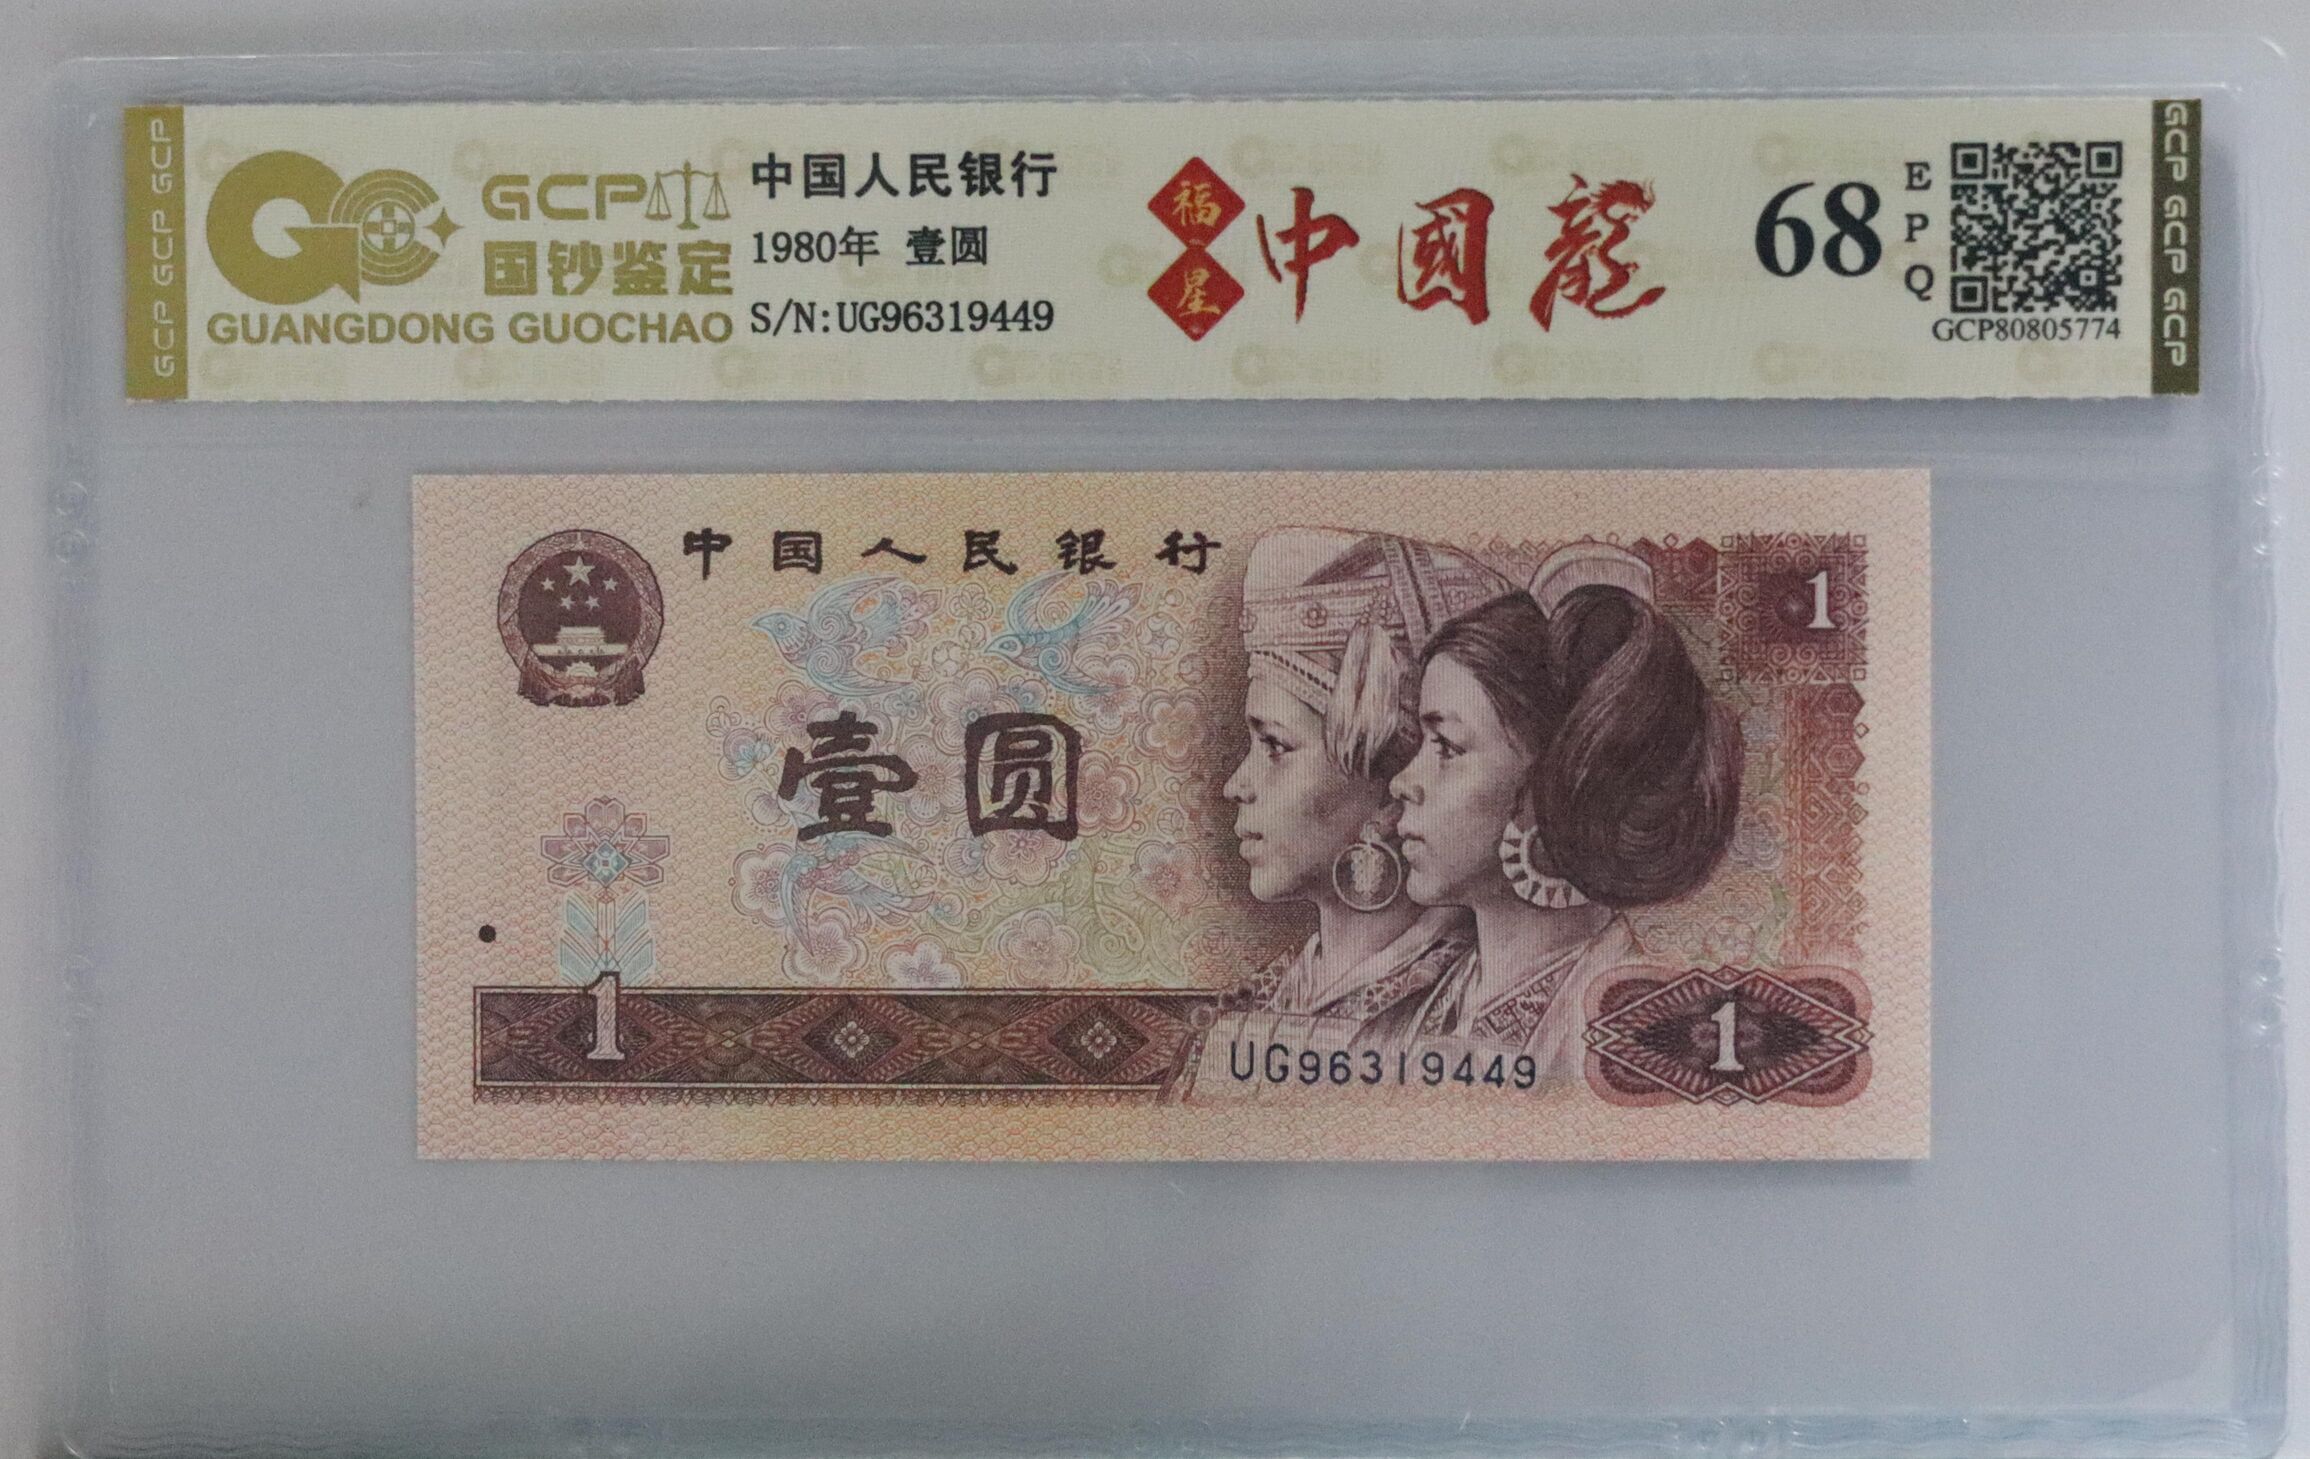 GCP GCP GCP
GCP
国钞鉴定
GUANGDONG GUOCHAO
中国人民银行
1980年 壹圆
S/N:UG96319449
福
星
中國龍
68
E
P
Q
GCP80805774
GCP GCP GCP
中国人民银行
1
壹圆
1
UG96319449
1